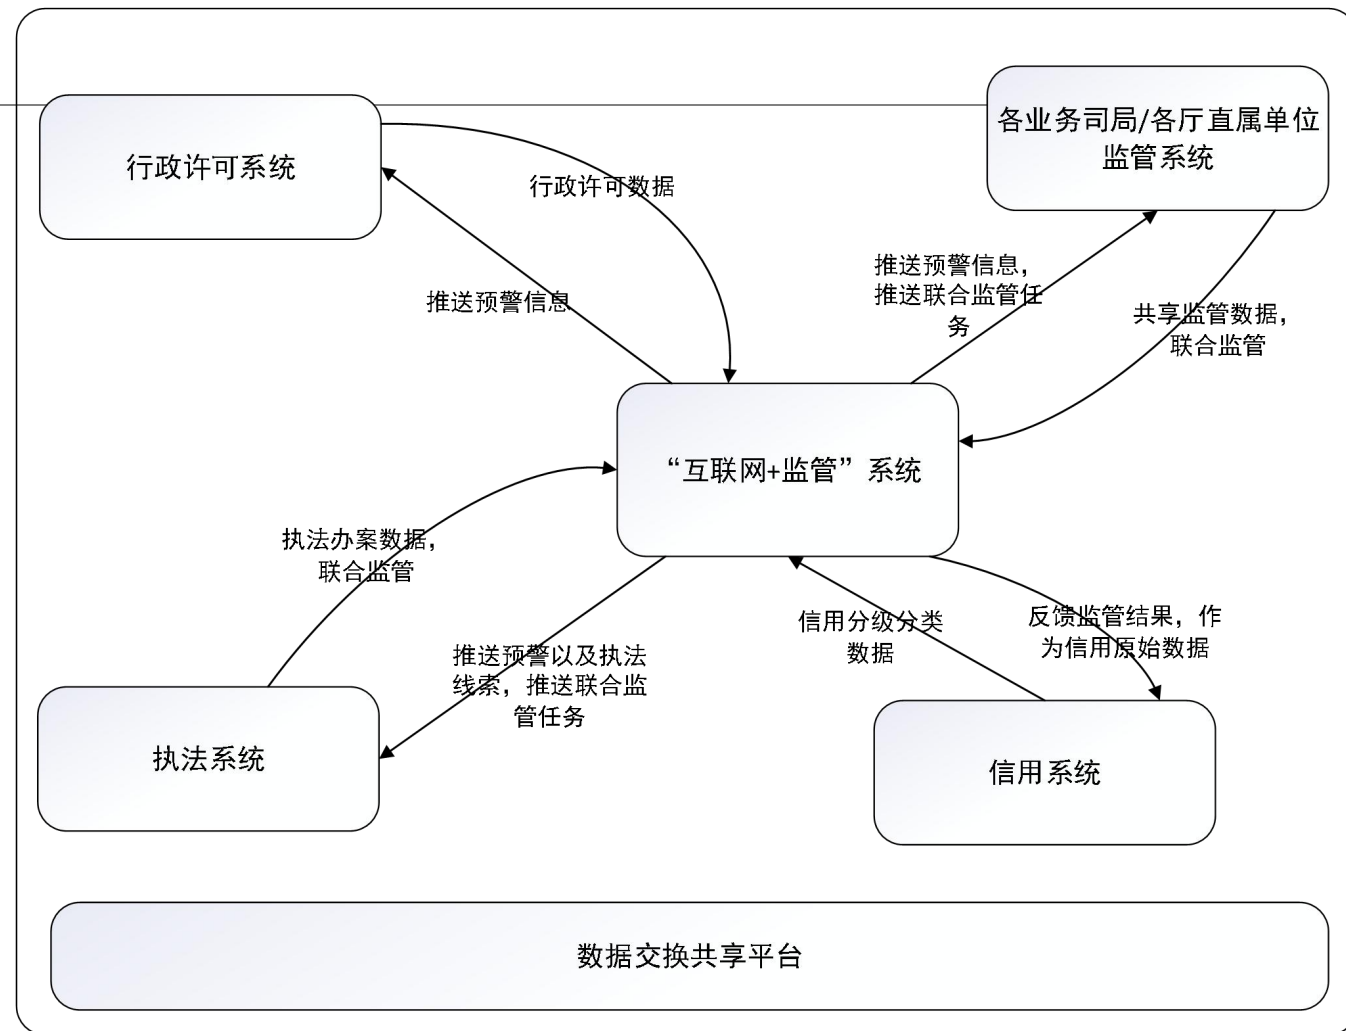 行政许可系统
各业务司局/各厅直属单位
监管系统
行政许可数据
推送预警信息
推送预警信息，
推送联合监管任
务
共享监管数据，
联合监管
“互联网+监管”系统
执法办案数据，
联合监管
推送预警以及执法
线索，推送联合监
管任务
信用分级分类
数据
反馈监管结果，作
为信用原始数据
执法系统
信用系统
数据交换共享平台